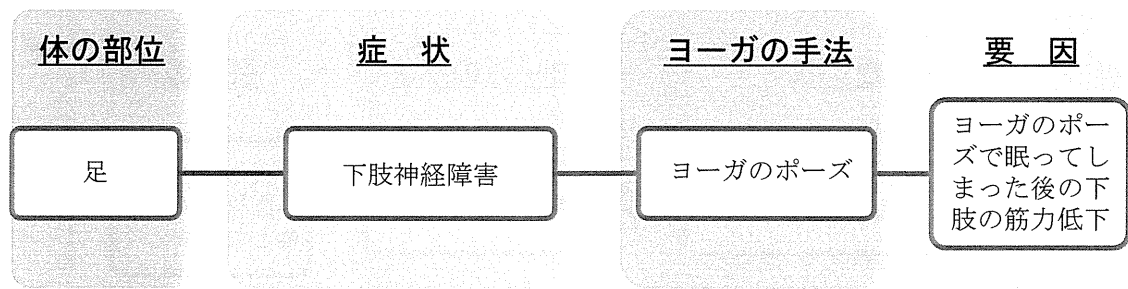 体の部位
症　状
ヨーガの手法
要　因
足
下肢神経障害
ヨーガのポーズ
ヨーガのポー
ズで眠ってし
まった後の下
肢の筋力低下